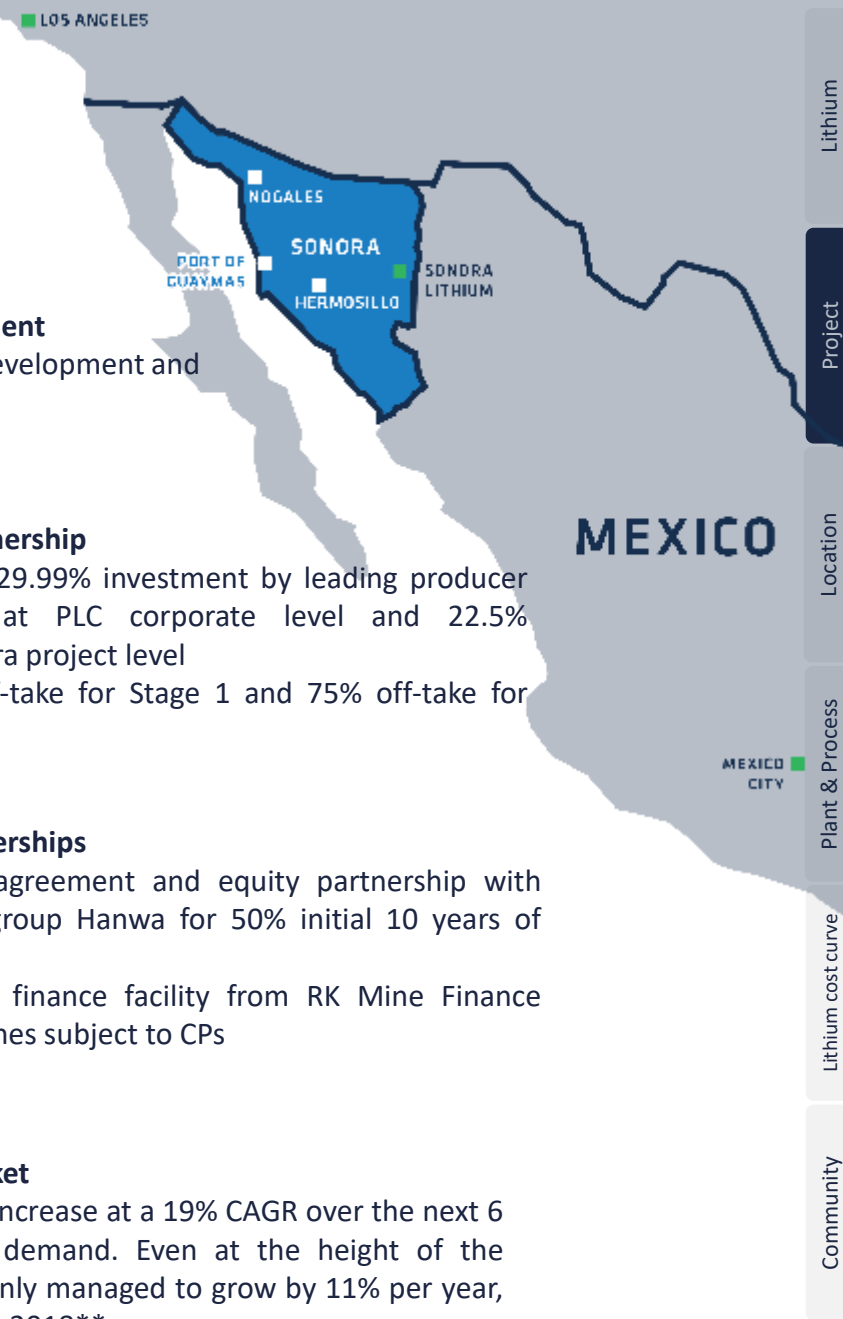 LOS ANGELES
NOGALES
SONORA
PORT OF
GUAYMAS
SONORA
LITHIUM
HERMOSILLO
ent
evelopment and
MEXICO
nership
29.99% investment by leading producer
at PLC corporate level and 22.5%
ra project level
f-take for Stage 1 and 75% off-take for
MEXICO
CITY
erships
agreement and equity partnership with
group Hanwa for 50% initial 10 years of
finance facility from RK Mine Finance
nes subject to CPs
ket
increase at a 19% CAGR over the next 6
demand. Even at the height of the
nly managed to grow by 11% per year,
2018**
Lithium
Project
Location
Plant & Process
Lithium cost curve
Community